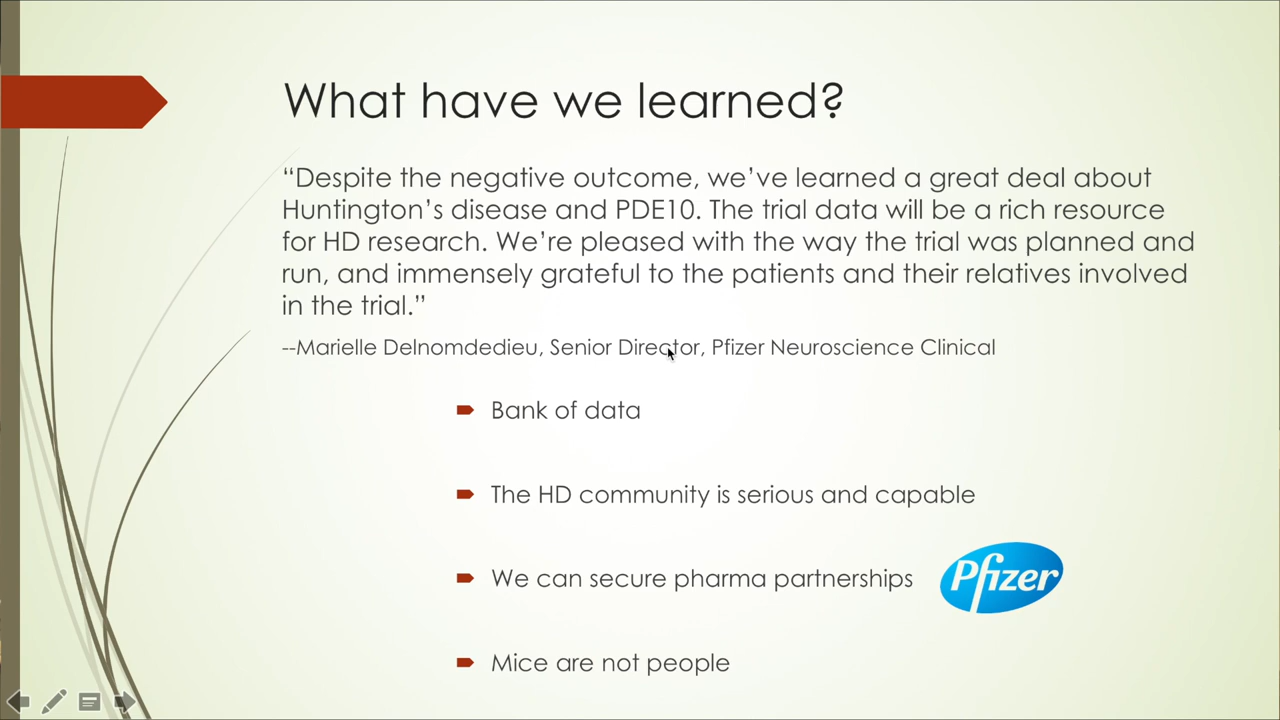 What have we learned?
“Despite the negative outcome, we’ve learned a great deal about
Huntington’s disease and PDE10. The trial data will be a rich resource
for HD research. We’re pleased with the way the trial was planned and
run, and immensely grateful to the patients and their relatives involved
in the trial.”
--Marielle Delnomdedieu, Senior Director, Pfizer Neuroscience Clinical
Bank of data
The HD community is serious and capable
We can secure pharma partnerships
Pfizer
Mice are not people